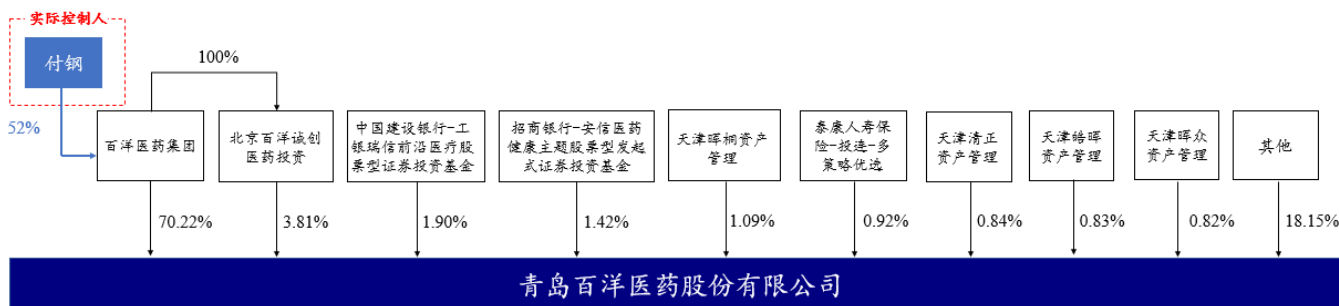 实际控制人
付钢
100%
52%
百洋医药集团
北京百洋诚创
医药投资
中国建设银行-工
银瑞信前沿医疗股
票型证券投资基金
招商银行-安信医药
健康主题股票型发起
式证券投资基金
天津晖桐资产
管理
泰康人寿保
险-投连-多
策略优选
天津清正
资产管理
天津皓晖
资产管理
天津晖众
资产管理
其他
70.22%
3.81%
1.90%
1.42%
1.09%
0.92%
0.84%
0.83%
0.82%
18.15%
青岛百洋医药股份有限公司